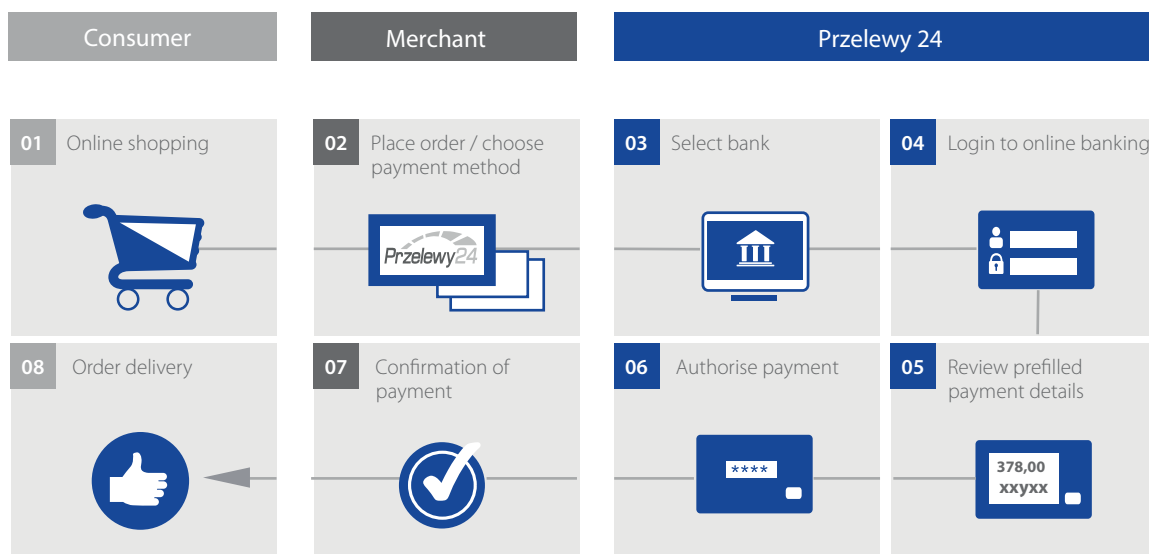 Consumer
Merchant
Przelewy 24
01 Online shopping
02 Place order / choose
payment method
Przelewy24
03 Select bank
04 Login to online banking
08 Order delivery
07 Confirmation of
payment
06 Authorise payment
****
05 Review prefilled
payment details
378,00
xxyxx